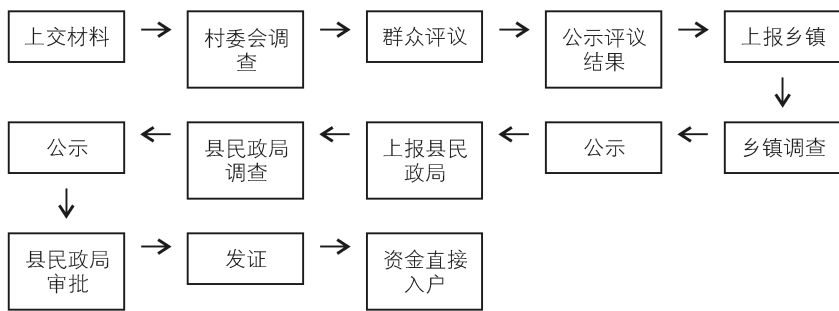 上交材料
村委会调
查
群众评议
公示评议
结果
上报乡镇
乡镇调查
公示
上报县民
政局
县民政局
调查
公示
县民政局
审批
发证
资金直接
入户